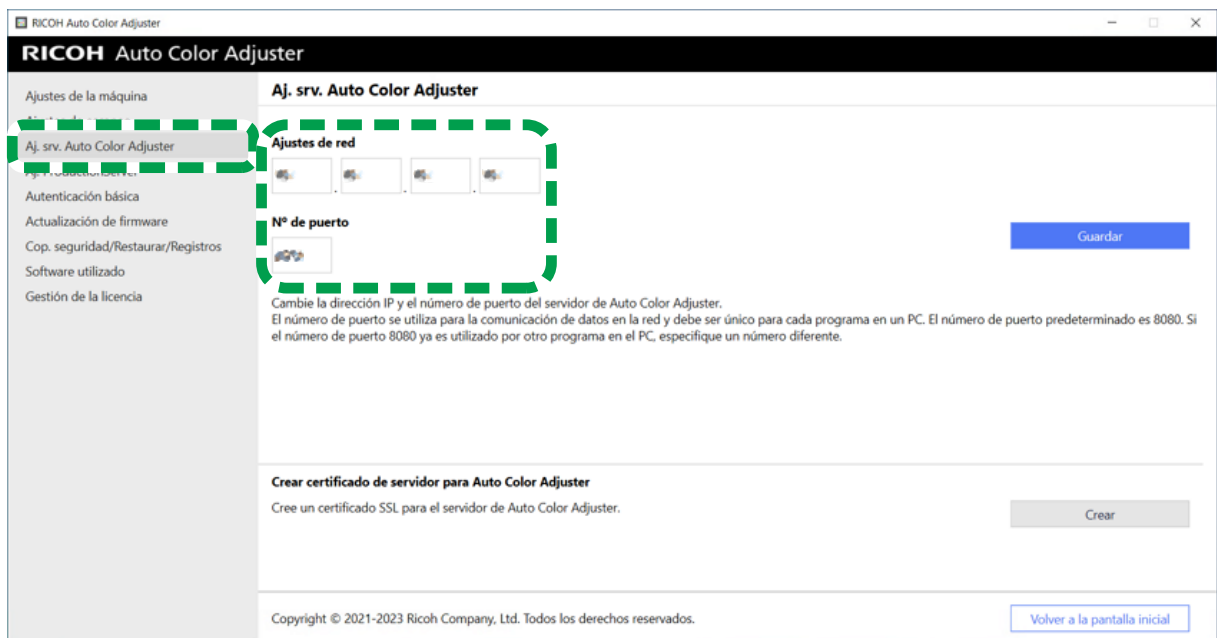 RICOH Auto Color Adjuster
RICOH Auto Color Adjuster
Ajustes de la máquina
Aj. srv. Auto Color Adjuster
Aj. ProductionServer
Autenticación básica
Actualización de firmware
Cop. seguridad/Restaurar/Registros
Software utilizado
Gestión de la licencia
Aj. srv. Auto Color Adjuster
Ajustes de red
. . .
Nº de puerto
Guardar
Cambie la dirección IP y el número de puerto del servidor de Auto Color Adjuster.
El número de puerto se utiliza para la comunicación de datos en la red y debe ser único para cada programa en un PC. El número de puerto predeterminado es 8080. Si
el número de puerto 8080 ya es utilizado por otro programa en el PC, especifique un número diferente.
Crear certificado de servidor para Auto Color Adjuster
Cree un certificado SSL para el servidor de Auto Color Adjuster.
Crear
Copyright © 2021-2023 Ricoh Company, Ltd. Todos los derechos reservados.
Volver a la pantalla inicial